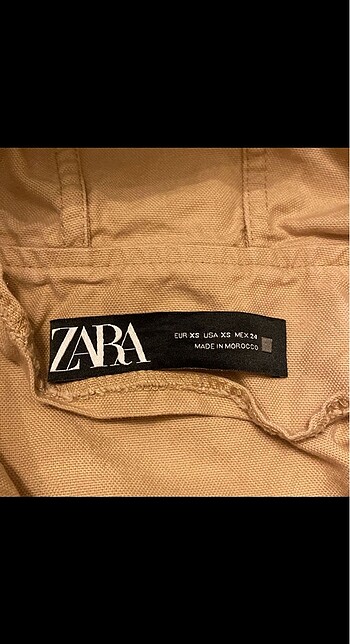 ZARA
EUR XS USA XS MEX 24
MADE IN MOROCCO